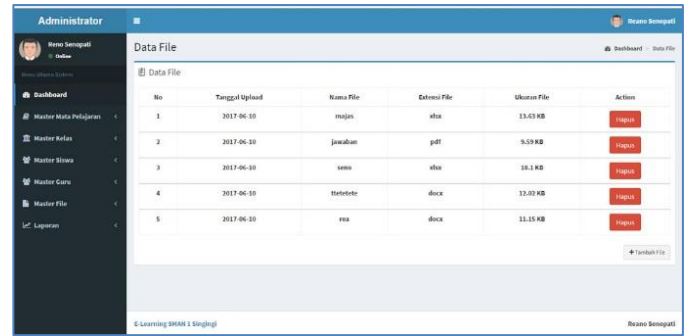 Administrator
Reano Senopati
Reno Senopati
Online
Data File
Dashboard > Data File
Menu Utama Sistem
Data File
Dashboard
Master Mata Pelajaran
Master Kelas
Master Siswa
Master Guru
Master File
Laporan
No Tanggal Upload Nama File Extensi File Ukuran File Action
1 2017-06-10 majas xlsx 13.63 KB Hapus
2 2017-06-10 jawaban pdf 9.59 KB Hapus
3 2017-06-10 seno xlsx 10.1 KB Hapus
4 2017-06-10 ttetetete docx 12.02 KB Hapus
5 2017-06-10 rea docx 11.15 KB Hapus
+ Tambah File
E-Learning SMAN 1 Singingi
Reano Senopati